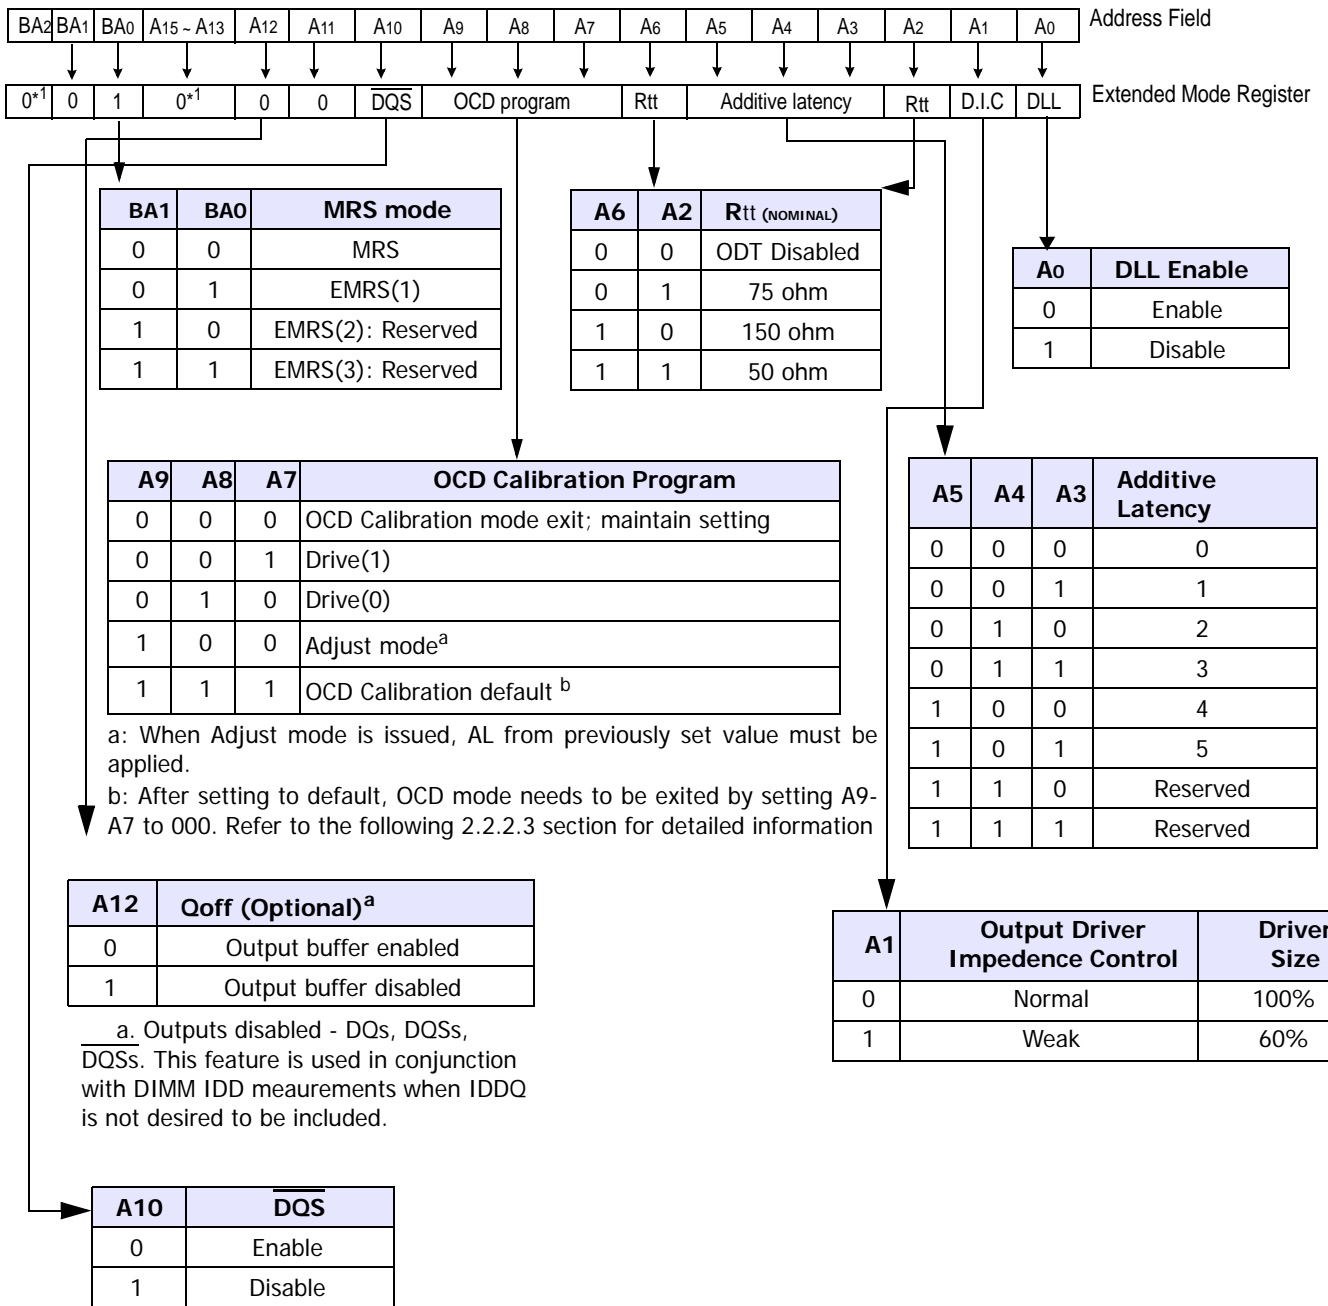 BA2 BA1 BA0 A15 ~ A13 A12 A11 A10 A9 A8 A7 A6 A5 A4 A3 A2 A1 A0 Address Field
0*1 0 1 0*1 0 0 DQS OCD program Rtt Additive latency Rtt D.I.C DLL Extended Mode Register
BA1 BA0 MRS mode
0 0 MRS
0 1 EMRS(1)
1 0 EMRS(2): Reserved
1 1 EMRS(3): Reserved
A6 A2 Rtt (NOMINAL)
0 0 ODT Disabled
0 1 75 ohm
1 0 150 ohm
1 1 50 ohm
A0 DLL Enable
0 Enable
1 Disable
A9 A8 A7 OCD Calibration Program
0 0 0 OCD Calibration mode exit; maintain setting
0 0 1 Drive(1)
0 1 0 Drive(0)
1 0 0 Adjust modea
1 1 1 OCD Calibration default b
a: When Adjust mode is issued, AL from previously set value must be
applied.
b: After setting to default, OCD mode needs to be exited by setting A9-
A7 to 000. Refer to the following 2.2.2.3 section for detailed information
A5 A4 A3 Additive
Latency
0 0 0 0
0 0 1 1
0 1 0 2
0 1 1 3
1 0 0 4
1 0 1 5
1 1 0 Reserved
1 1 1 Reserved
A12 Qoff (Optional)a
0 Output buffer enabled
1 Output buffer disabled
a. Outputs disabled - DQs, DQSs,
DQSs. This feature is used in conjunction
with DIMM IDD meaurements when IDDQ
is not desired to be included.
A1 Output Driver
Impedence Control Driver
Size
0 Normal 100%
1 Weak 60%
A10 DQS
0 Enable
1 Disable